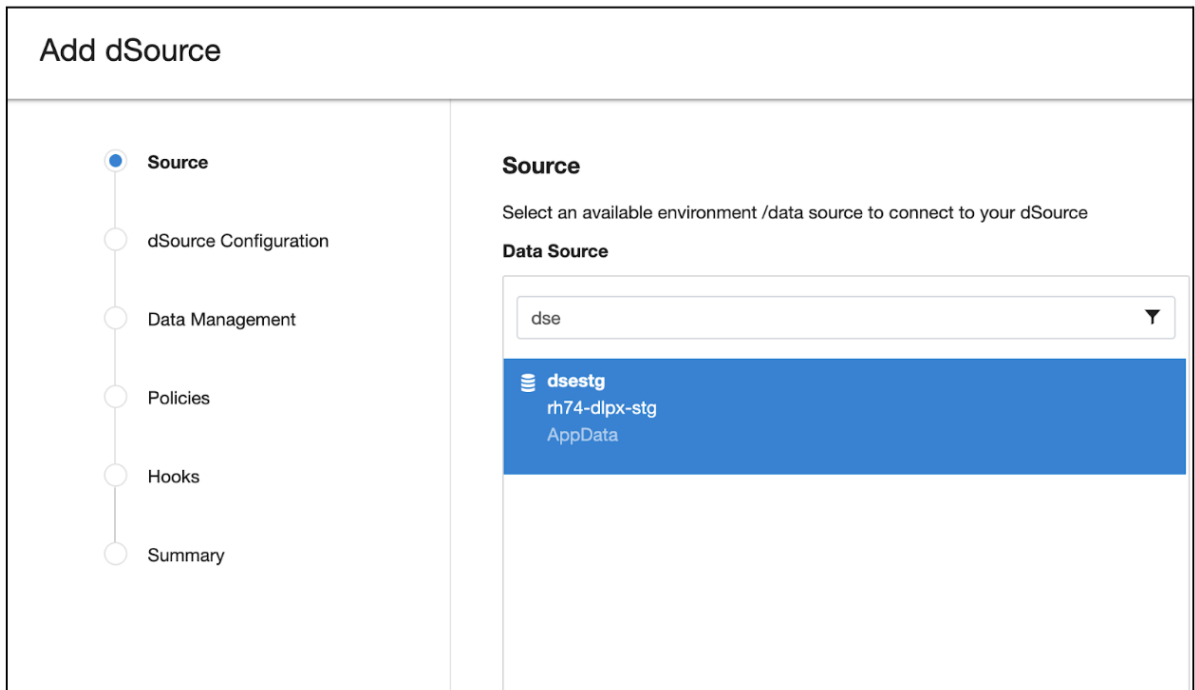 Add dSource
Source
dSource Configuration
Data Management
Policies
Hooks
Summary
Source
Select an available environment /data source to connect to your dSource
Data Source
dse
dsestg
rh74-dlpx-stg
AppData